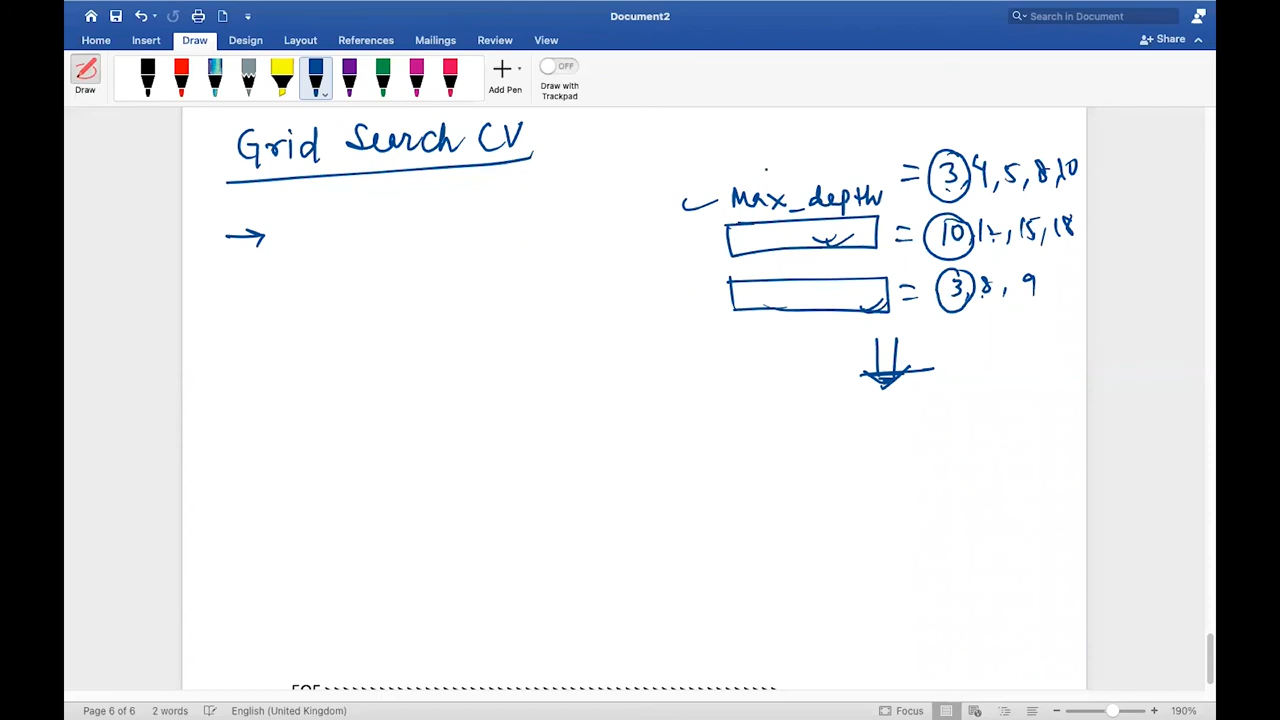 Document2
Search in Document
Home Insert Draw Design Layout References Mailings Review View
Share
Draw
Add Pen
OFF
Draw with
Trackpad
Grid Search CV
Max_depth = 3, 4, 5, 8, 10
= 10, 12, 15, 18
= 3, 8, 9
Page 6 of 6 2 words English (United Kingdom) Focus 190%